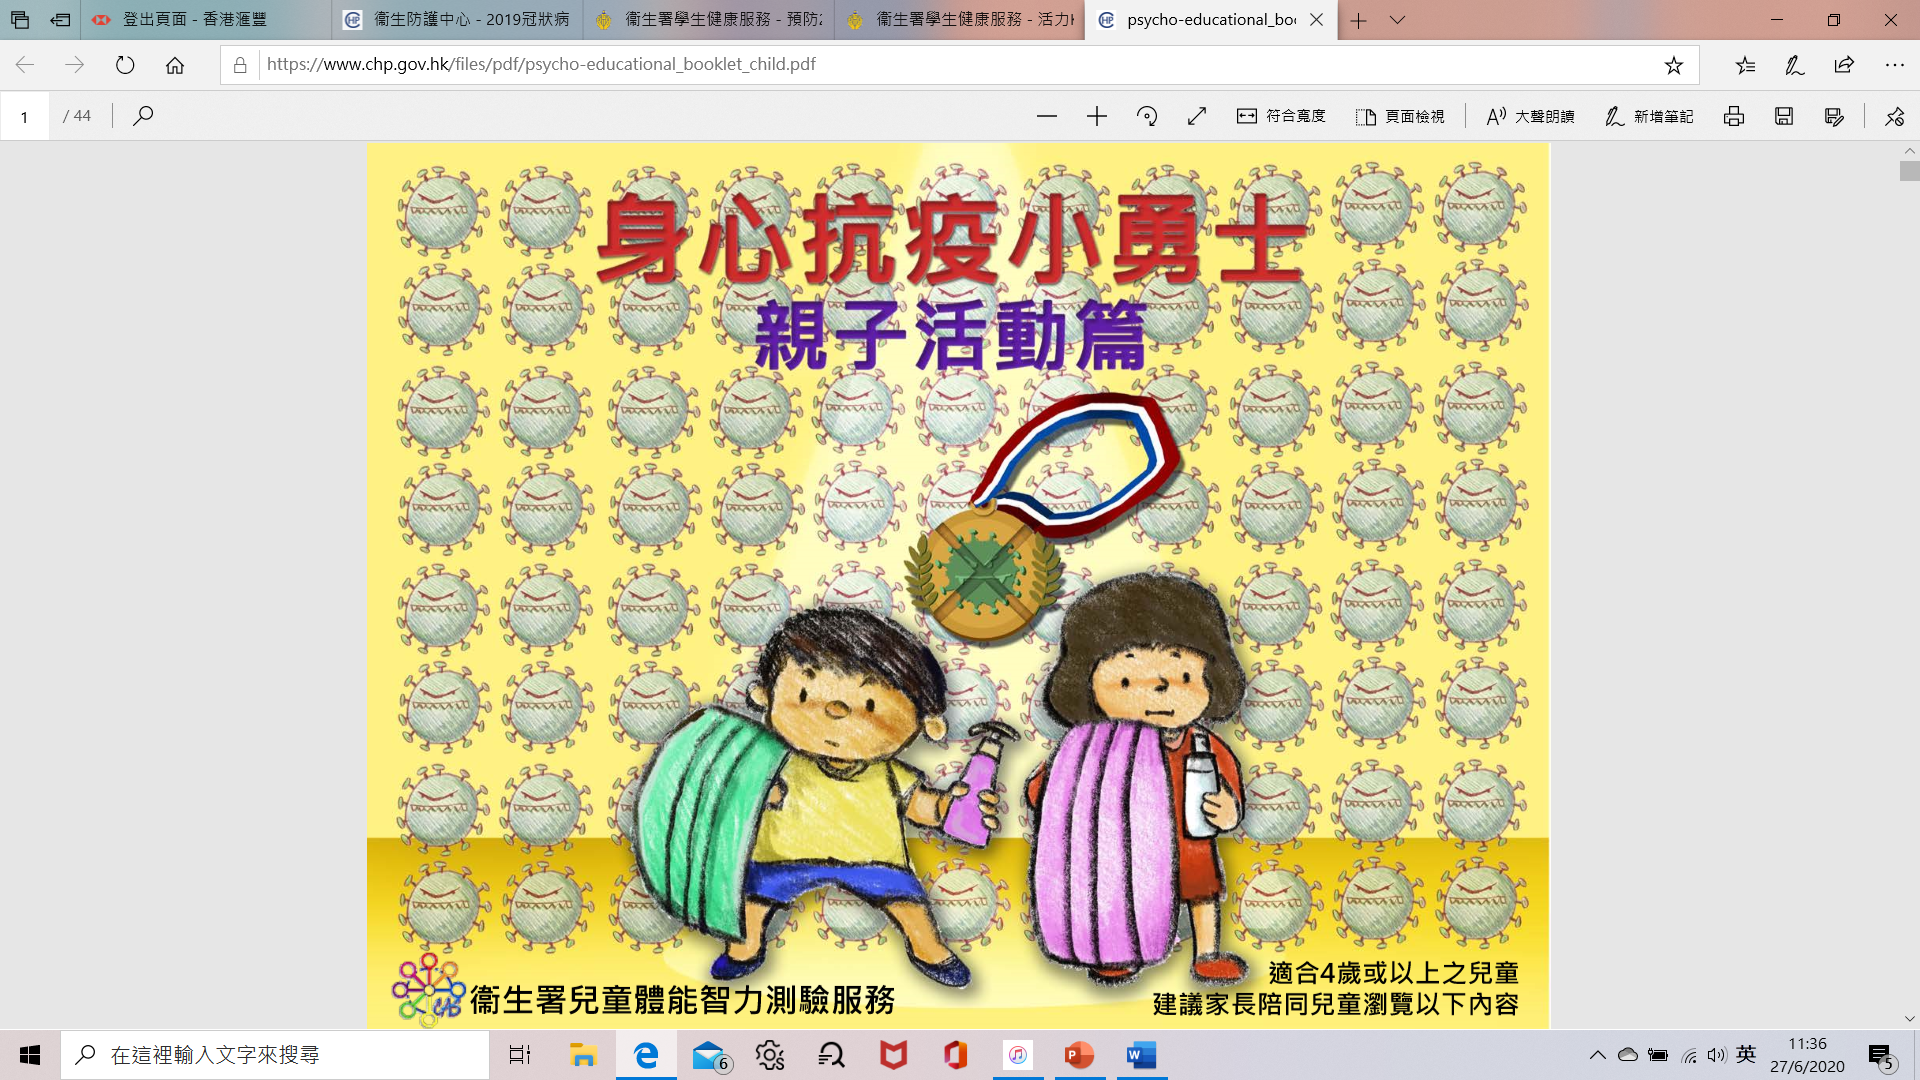 登出頁面 - 香港滙豐
衞生防護中心 - 2019冠狀病
衞生署學生健康服務 - 預防2
衞生署學生健康服務 - 活力H
psycho-educational_boo
https://www.chp.gov.hk/files/pdf/psycho-educational_booklet_child.pdf
1 / 44
符合寬度
頁面檢視
大聲朗讀
新增筆記
身心抗疫小勇士
親子活動篇
適合4歲或以上之兒童
建議家長陪同兒童瀏覽以下內容
CAS
衞生署兒童體能智力測驗服務
在這裡輸入文字來搜尋
6
英
11:36
27/6/2020
5